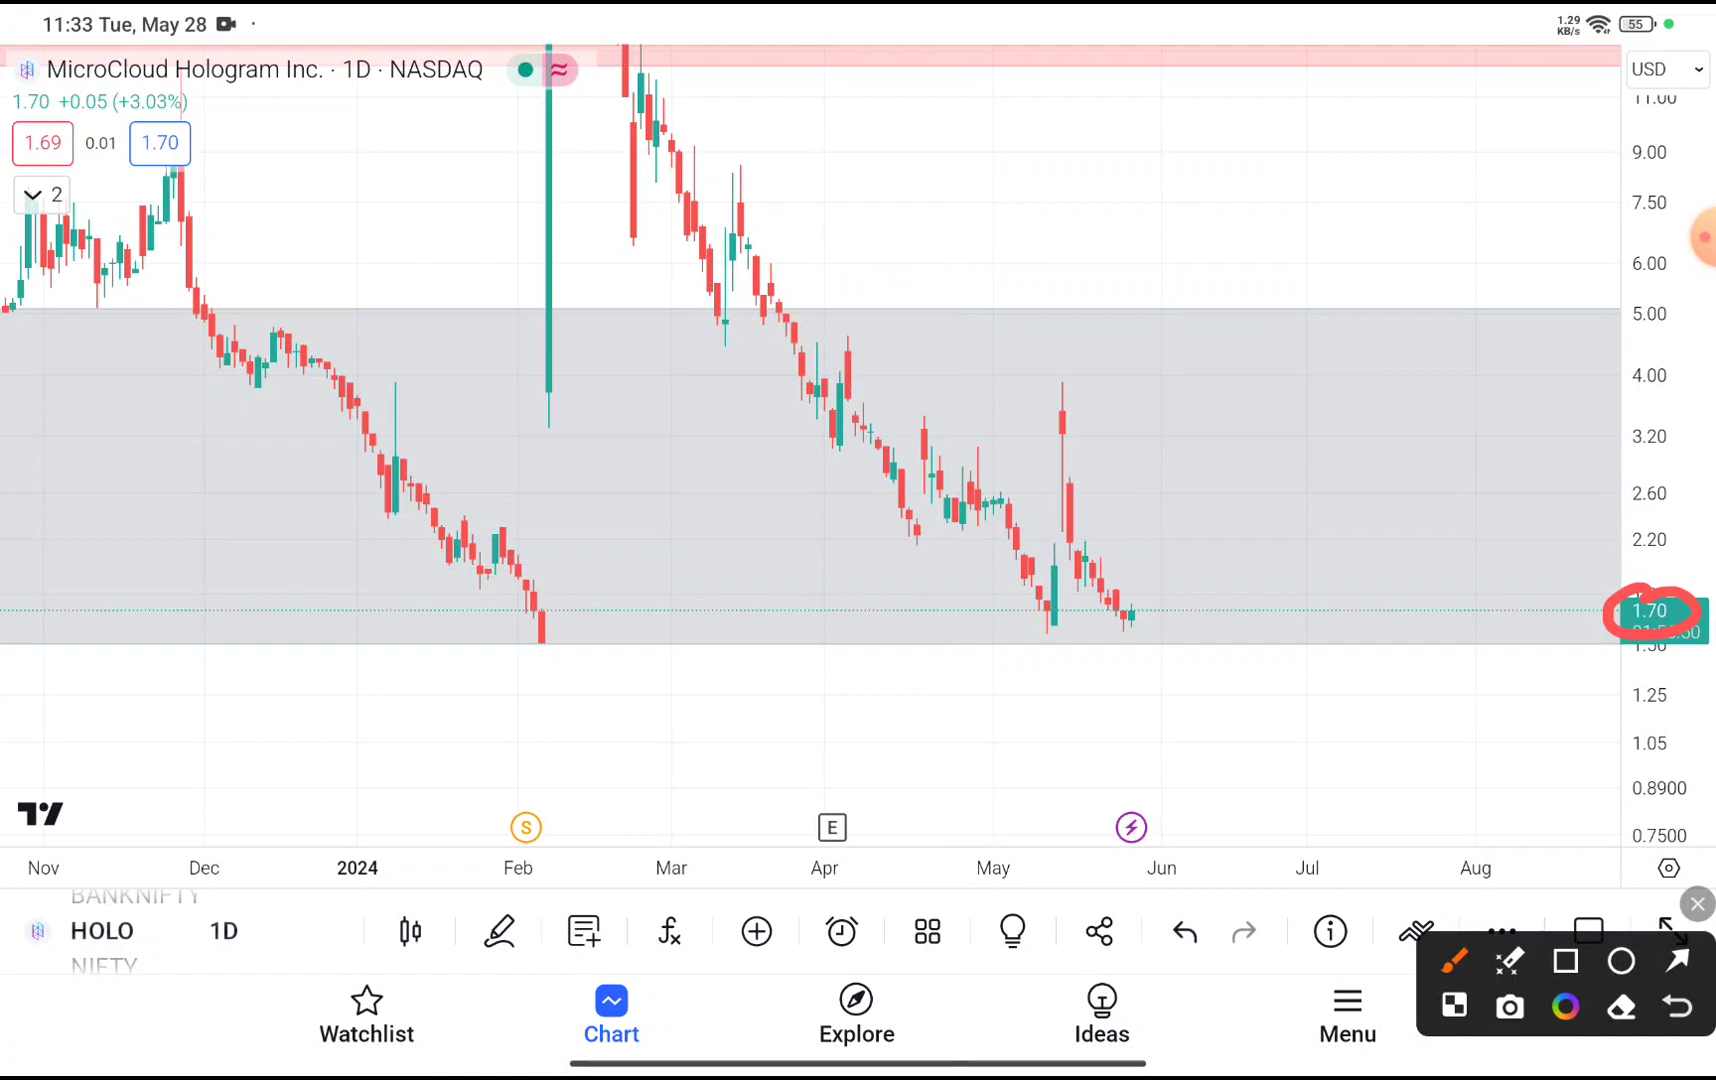 11:33 Tue, May 28
1.29
KB/s
55
MicroCloud Hologram Inc. · 1D · NASDAQ
USD
1.70 +0.05 (+3.03%)
1.69 0.01 1.70
2
11.00
9.00
7.50
6.00
5.00
4.00
3.20
2.60
2.20
1.70
1.50
1.25
1.05
0.8900
0.7500
S
E
Nov Dec 2024 Feb Mar Apr May Jun Jul Aug
BANKNIFTY
HOLO 1D
NIFTY
Watchlist Chart Explore Ideas Menu